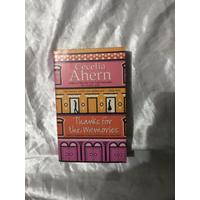 Cecelia
Ahern
Thanks for
the Memories